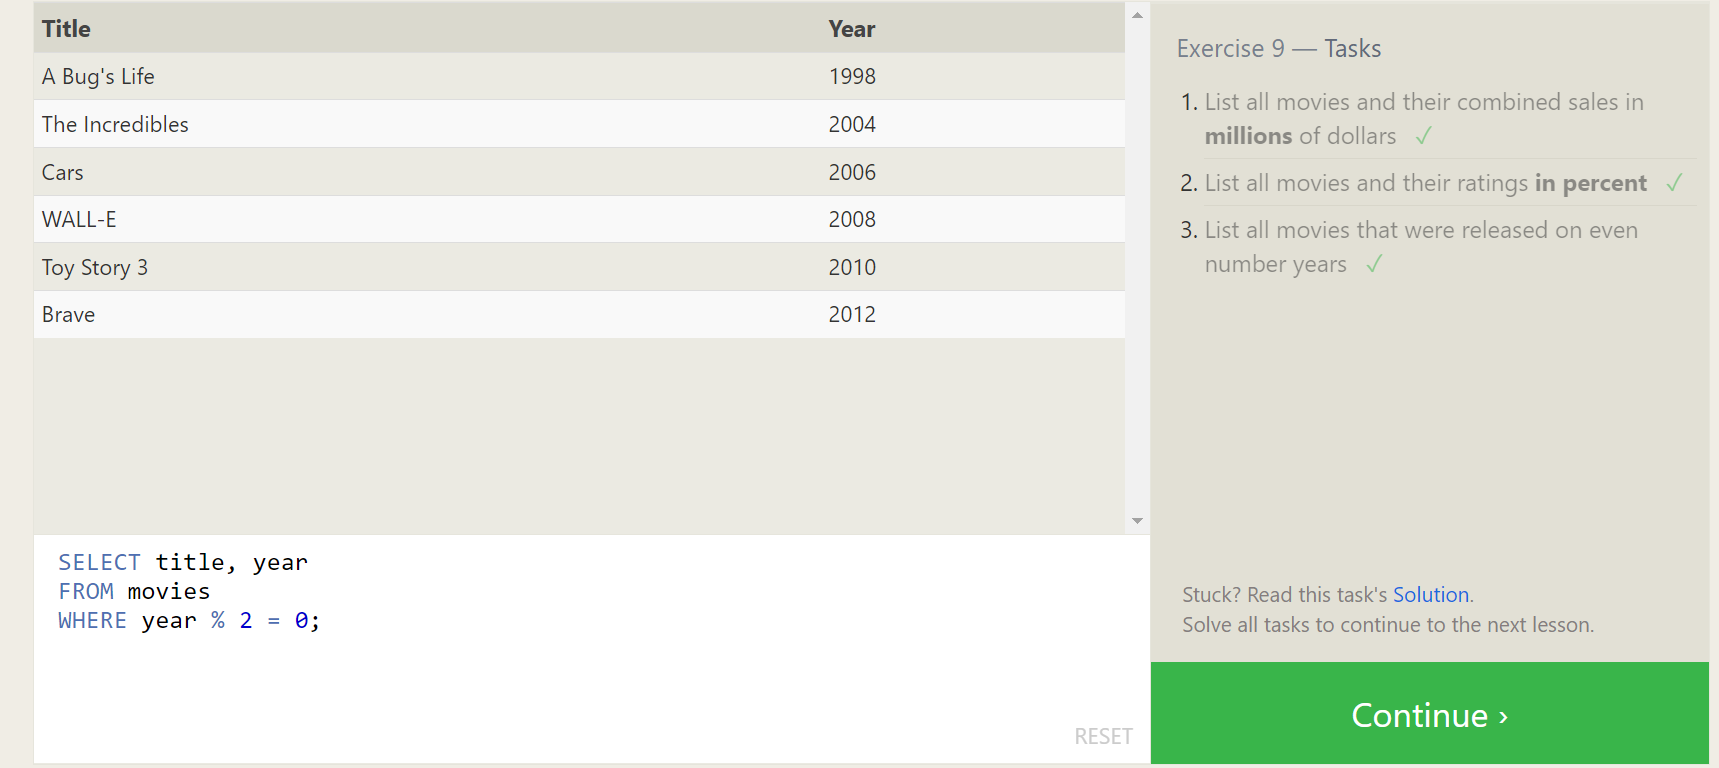 Title Year
A Bug's Life 1998
The Incredibles 2004
Cars 2006
WALL-E 2008
Toy Story 3 2010
Brave 2012
SELECT title, year
FROM movies
WHERE year % 2 = 0;
RESET
Exercise 9 — Tasks
1. List all movies and their combined sales in
millions of dollars ✓
2. List all movies and their ratings in percent ✓
3. List all movies that were released on even
number years ✓
Stuck? Read this task's Solution.
Solve all tasks to continue to the next lesson.
Continue ›